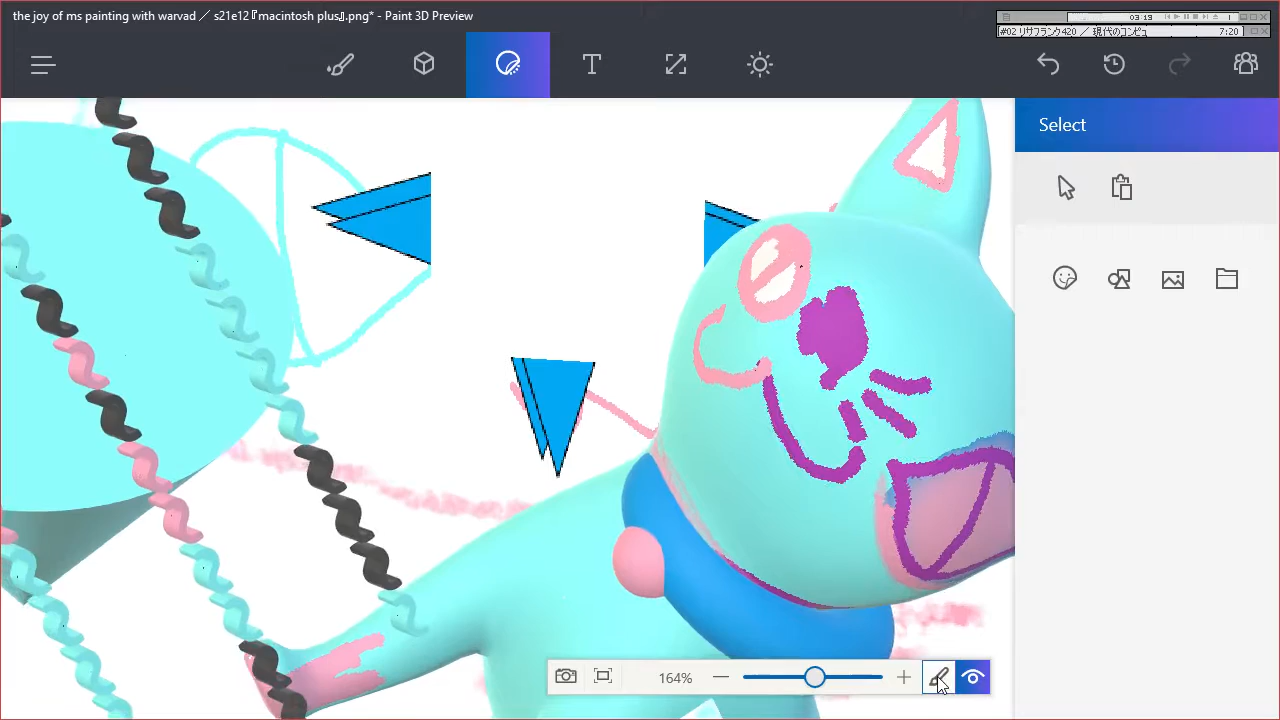 the joy of ms painting with warvad ／ s21e12『macintosh plus』.png* - Paint 3D Preview
03:19
[#02 リサフランク420 ／ 現代のコンピュ 7:20 ]
T
Select
164%